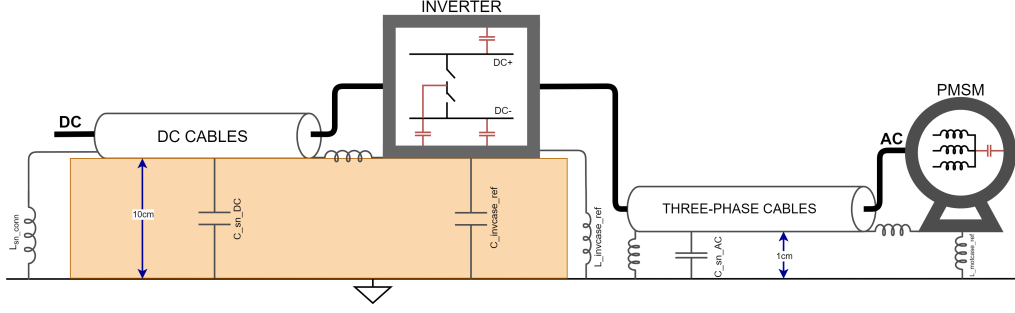 INVERTER
DC+
DC-
PMSM
DC
DC CABLES
AC
10cm
C_sn_DC
C_invcase_ref
L_sn_conn
L_invcase_ref
THREE-PHASE CABLES
C_sn_AC
1cm
L_motcase_ref